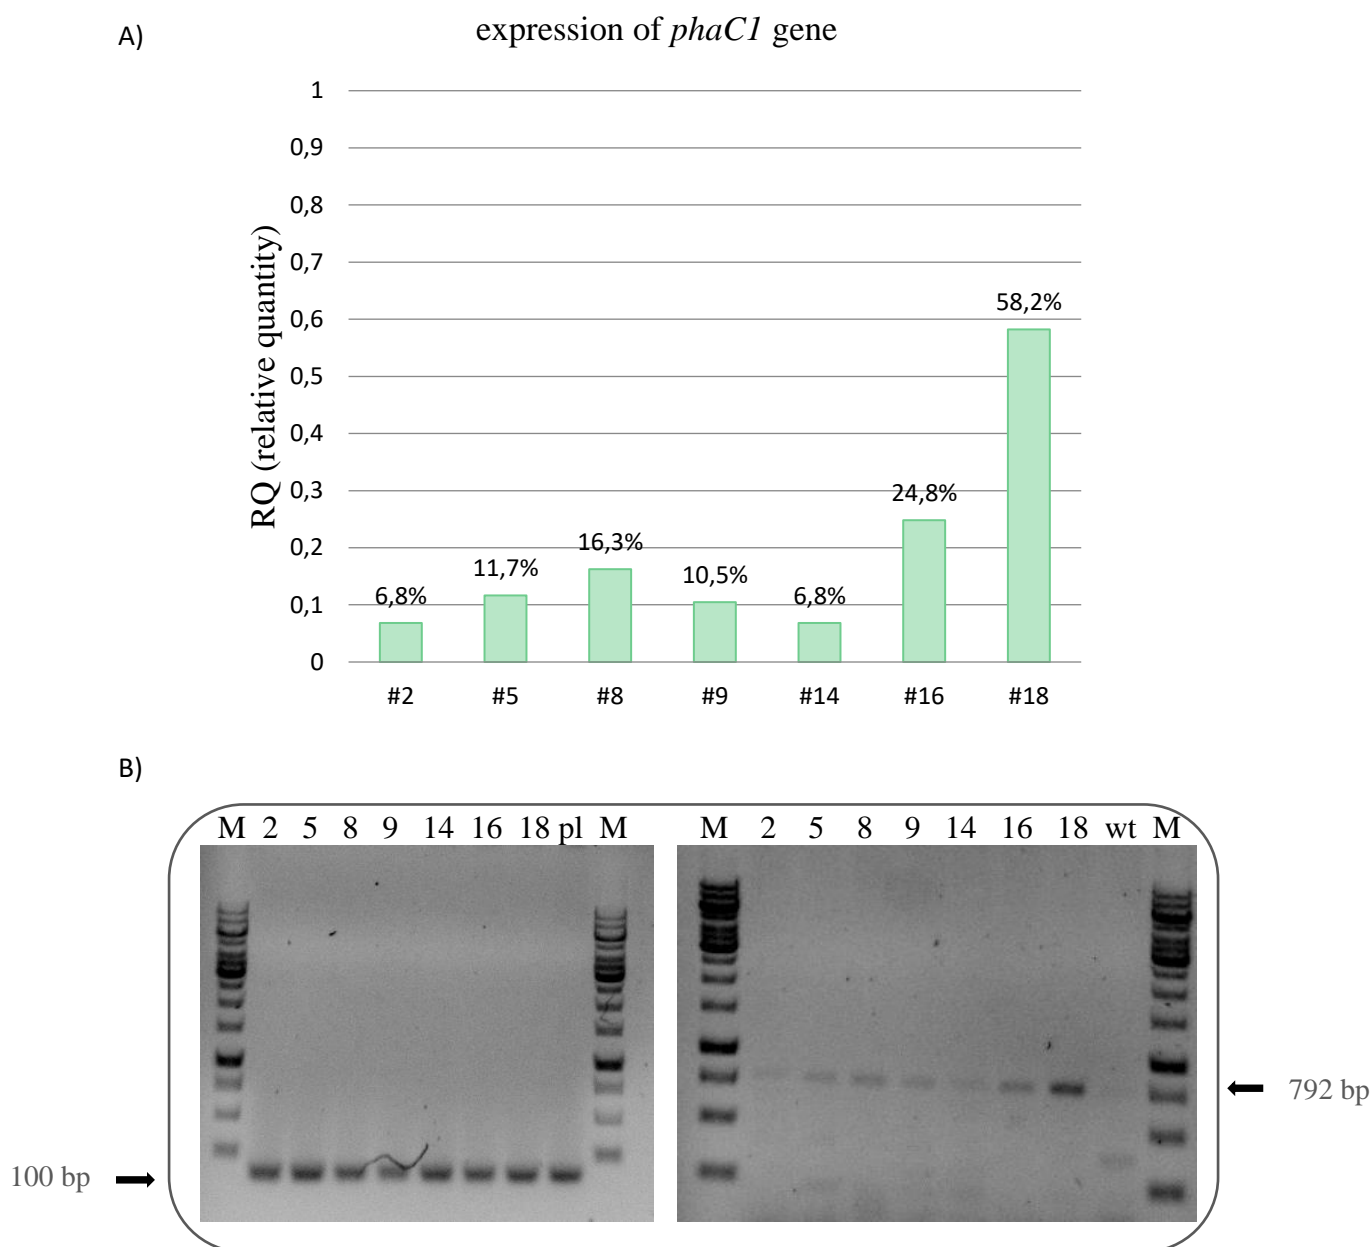 A)
expression of phaC1 gene
RQ (relative quantity)
1
0,9
0,8
0,7
0,6
0,5
0,4
0,3
0,2
0,1
0
6,8%
11,7%
16,3%
10,5%
6,8%
24,8%
58,2%
#2 #5 #8 #9 #14 #16 #18
B)
M 2 5 8 9 14 16 18 pl M
M 2 5 8 9 14 16 18 wt M
792 bp
100 bp